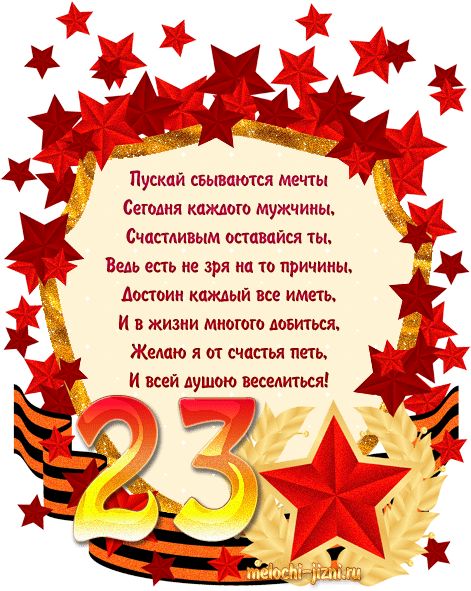 Пускай сбываются мечты
Сегодня каждого мужчины,
Счастливым оставайся ты,
Ведь есть не зря на то причины,
Достоин каждый все иметь,
И в жизни многого добиться,
Желаю я от счастья петь,
И всей душою веселиться!
23
melochi-jizni.ru